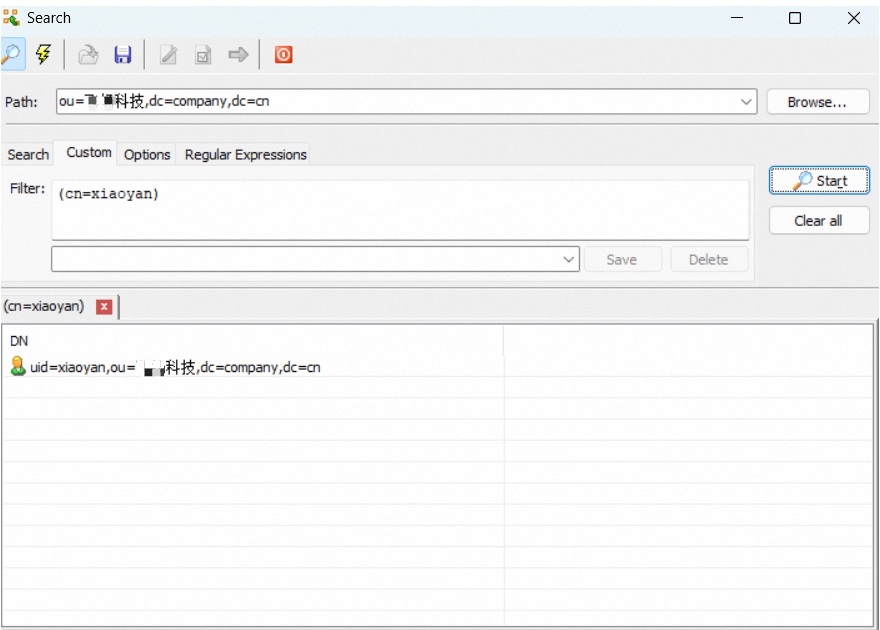 Search
Path: ou=科技,dc=company,dc=cn Browse...
Search Custom Options Regular Expressions
Filter: (cn=xiaoyan)
Start
Clear all
Save Delete
(cn=xiaoyan)
DN
uid=xiaoyan,ou=科技,dc=company,dc=cn